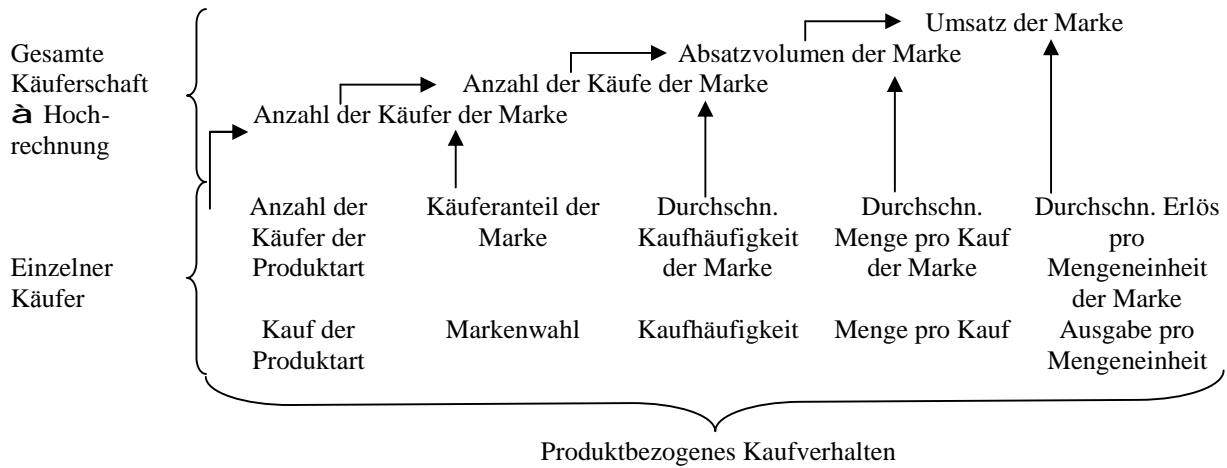 Umsatz der Marke
Gesamte
Käuferschaft
à Hoch-
rechnung
Absatzvolumen der Marke
Anzahl der Käufe der Marke
Anzahl der Käufer der Marke
Anzahl der
Käufer der
Produktart
Käuferanteil der
Marke
Durchschn.
Kaufhäufigkeit
der Marke
Durchschn.
Menge pro Kauf
der Marke
Durchschn. Erlös
pro
Mengeneinheit
der Marke
Einzelner
Käufer
Kauf der
Produktart
Markenwahl
Kaufhäufigkeit
Menge pro Kauf
Ausgabe pro
Mengeneinheit
Produktbezogenes Kaufverhalten